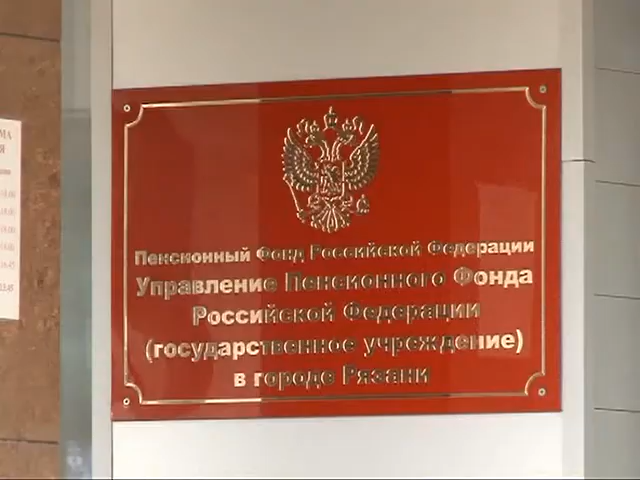 Пенсионный Фонд Российской Федерации
Управление Пенсионного Фонда
Российской Федерации
(государственное учреждение)
в городе Рязани